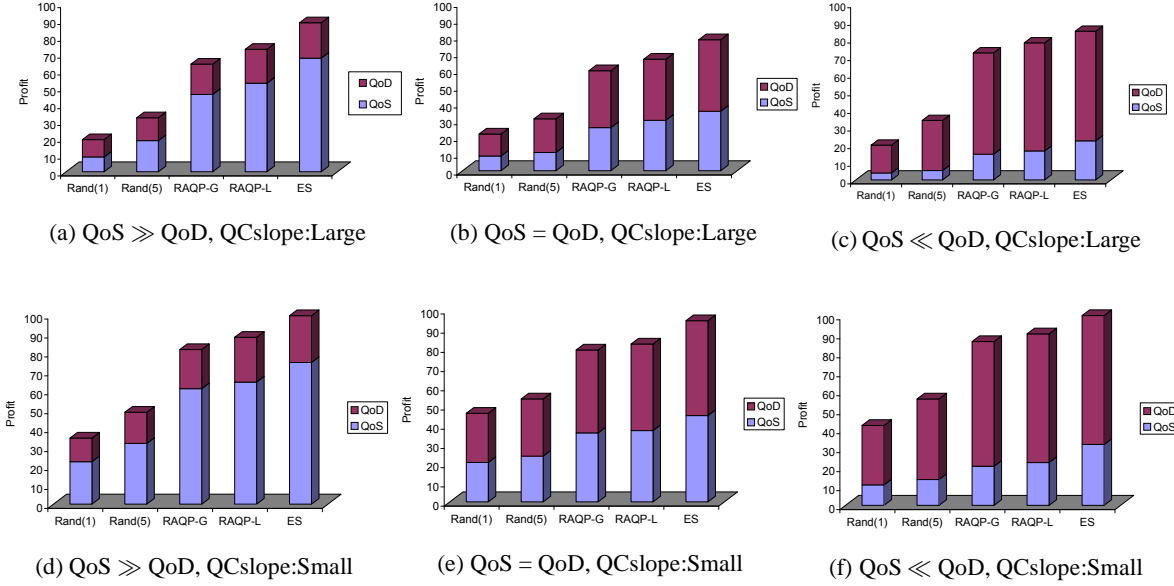 100
90
80
70
60
50
40
30
20
10
0
Profit
Rand(1) Rand(5) RAQP-G RAQP-L ES
QoD
QoS
(a) QoS ≫ QoD, QCslope:Large
100
90
80
70
60
50
40
30
20
10
0
Profit
Rand(1) Rand(5) RAQP-G RAQP-L ES
QoD
QoS
(b) QoS = QoD, QCslope:Large
100
90
80
70
60
50
40
30
20
10
0
Profit
Rand(1) Rand(5) RAQP-G RAQP-L ES
QoD
QoS
(c) QoS ≪ QoD, QCslope:Large
100
90
80
70
60
50
40
30
20
10
0
Profit
Rand(1) Rand(5) RAQP-G RAQP-L ES
QoD
QoS
(d) QoS ≫ QoD, QCslope:Small
100
90
80
70
60
50
40
30
20
10
0
Profit
Rand(1) Rand(5) RAQP-G RAQP-L ES
QoD
QoS
(e) QoS = QoD, QCslope:Small
100
90
80
70
60
50
40
30
20
10
0
Profit
Rand(1) Rand(5) RAQP-G RAQP-L ES
QoD
QoS
(f) QoS ≪ QoD, QCslope:Small